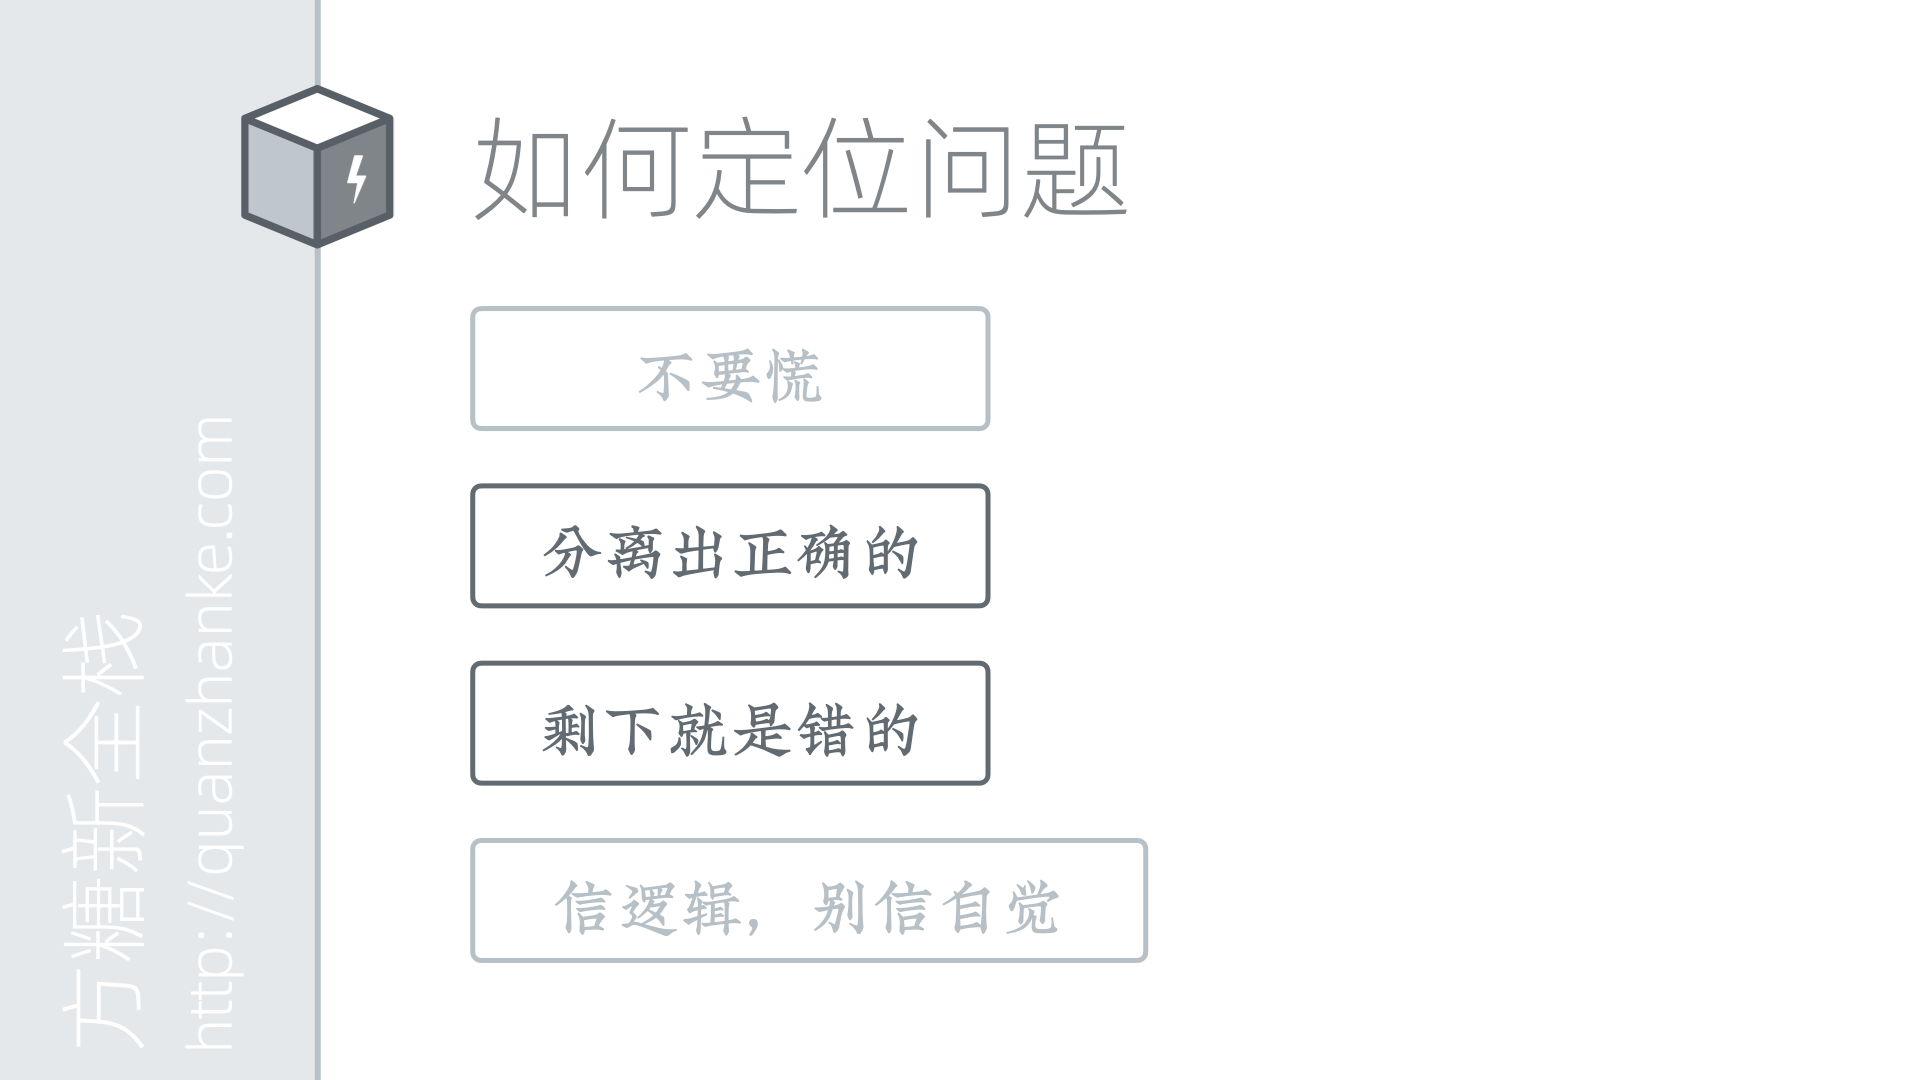 如何定位问题
不要慌
分离出正确的
剩下就是错的
信逻辑，别信自觉
方糖新全栈
http://quanzhanke.com